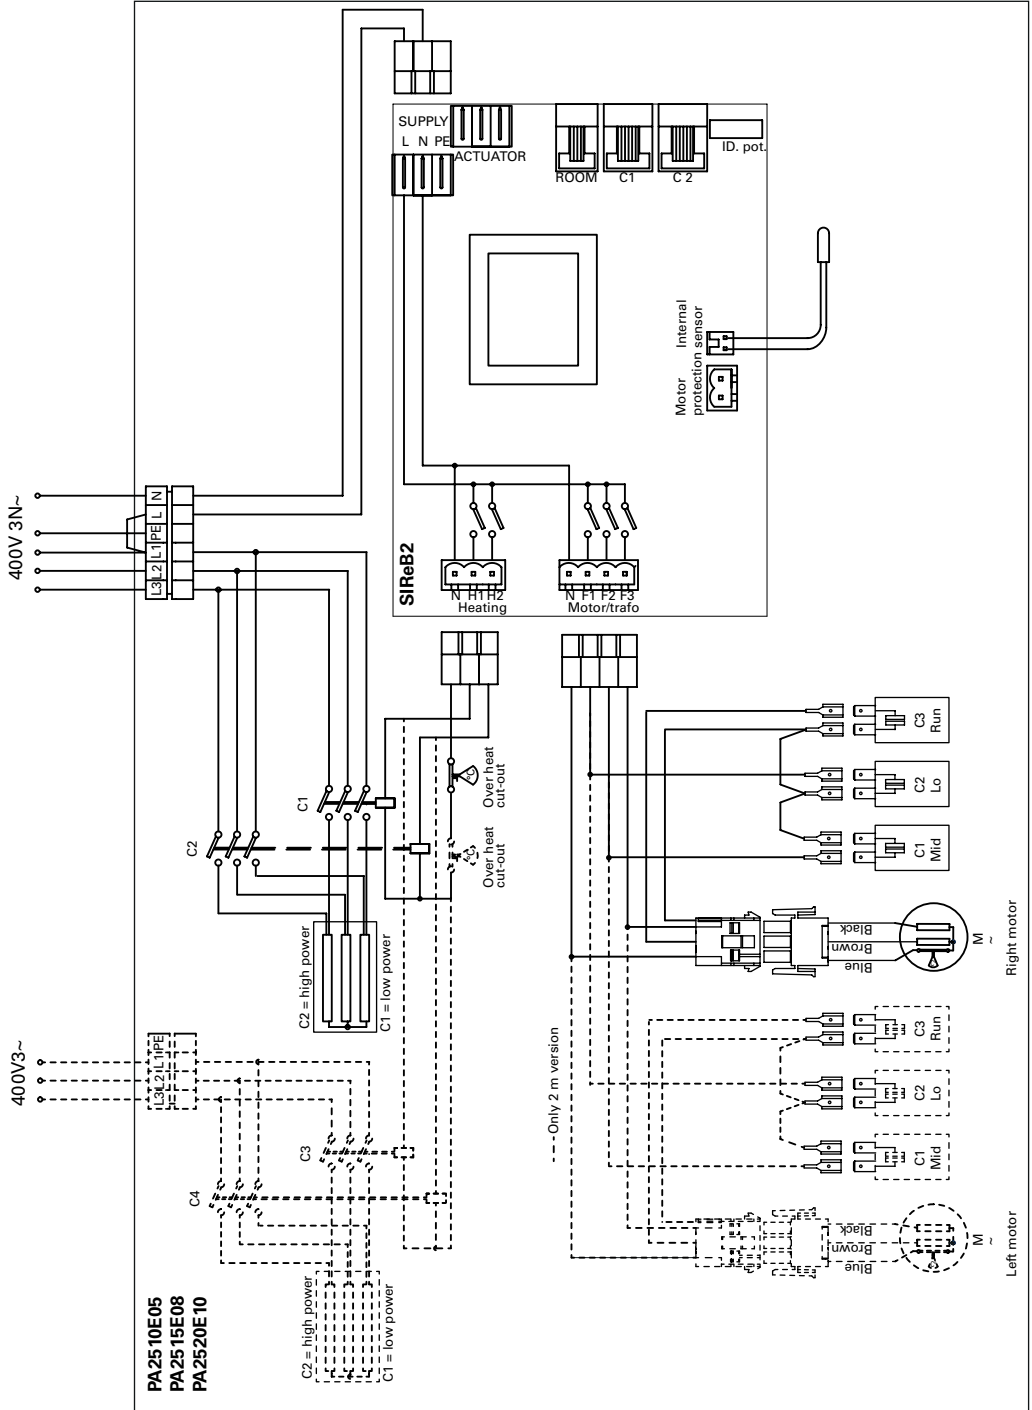 SUPPLY
L N PE
ACTUATOR
ROOM
C1
C 2
ID. pot.
Internal
Motor
protection sensor
400V 3N~
L3 L2 L1 PE L N
SIReB2
N H1 H2
Heating
N F1 F2 F3
Motor/trafo
C1
C2
Over heat
cut-out
Over heat
cut-out
C2 = high power
C1 = low power
C3
Run
C2
Lo
C1
Mid
Black
Brown
Blue
M
~
Right motor
400V3~
L3 L2 L1 PE
C3
C4
---Only 2 m version
C2 = high power
C1 = low power
C3
Run
C2
Lo
C1
Mid
Black
Brown
Blue
M
~
Left motor
PA2510E05
PA2515E08
PA2520E10
°C
°C